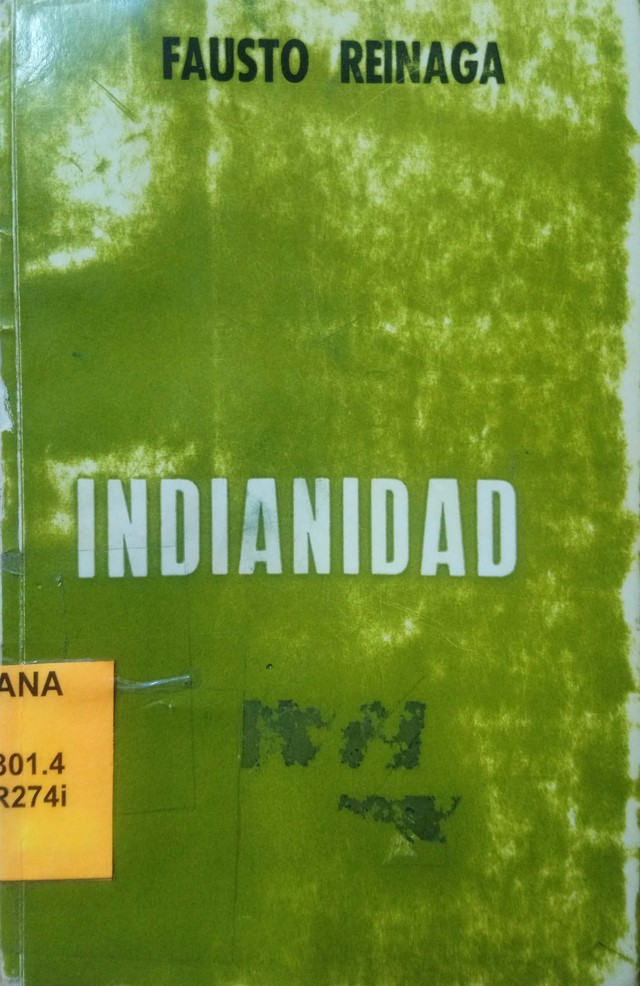 FAUSTO REINAGA
INDIANIDAD
ANA
301.4
R274i